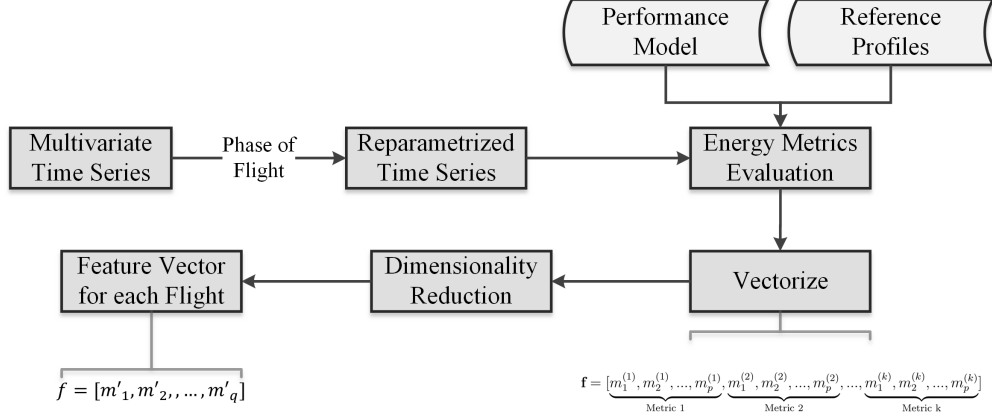 Performance
Model
Reference
Profiles
Multivariate
Time Series
Phase of
Flight
Reparametrized
Time Series
Energy Metrics
Evaluation
Feature Vector
for each Flight
Dimensionality
Reduction
Vectorize
f = [m′₁, m′₂, , … , m′_q]
f = [m₁⁽¹⁾, m₂⁽¹⁾, ..., mₚ⁽¹⁾, m₁⁽²⁾, m₂⁽²⁾, ..., mₚ⁽²⁾, ..., m₁⁽ᵏ⁾, m₂⁽ᵏ⁾, ..., mₚ⁽ᵏ⁾]
Metric 1 Metric 2 Metric k